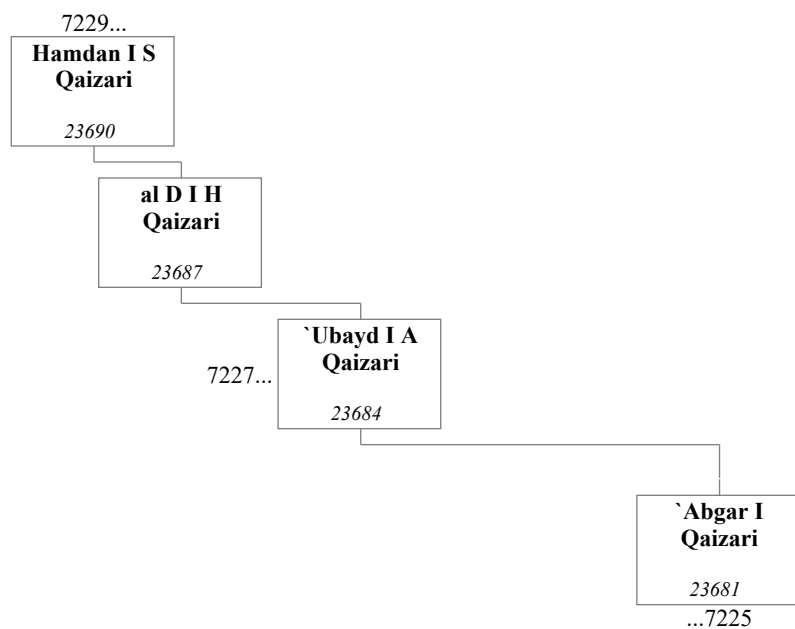 7229...
Hamdan I S
Qaizari
23690
al D I H
Qaizari
23687
`Ubayd I A
Qaizari
7227...
23684
`Abgar I
Qaizari
23681
...7225